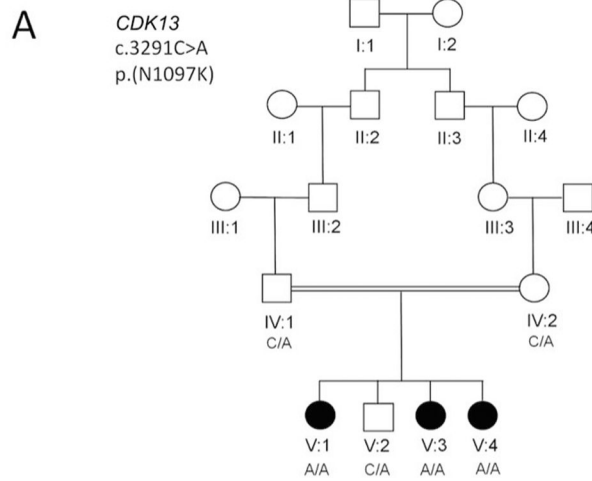 A
CDK13
c.3291C>A
p.(N1097K)
I:1 I:2
II:1 II:2 II:3 II:4
III:1 III:2 III:3 III:4
IV:1 IV:2
C/A C/A
V:1 V:2 V:3 V:4
A/A C/A A/A A/A